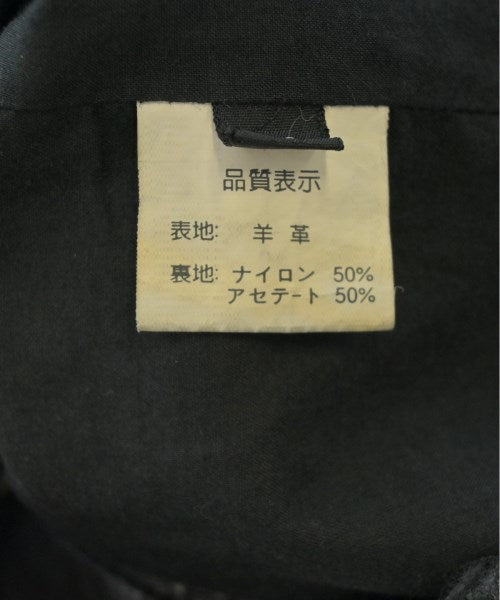 品質表示
表地: 羊 革
裏地: ナイロン 50%
アセテート 50%